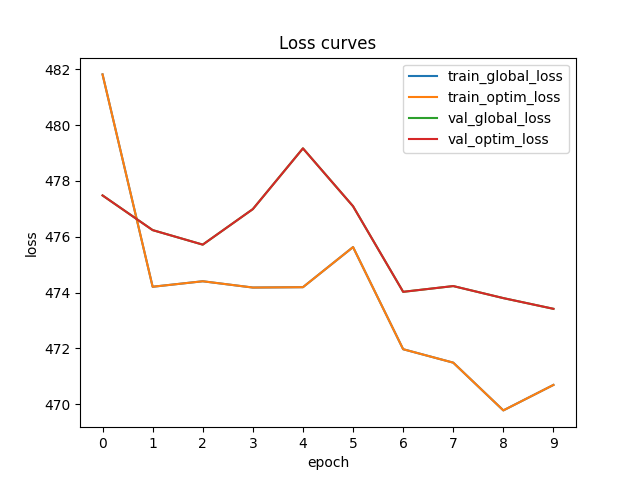 Loss curves
482
480
478
476
474
472
470
loss
train_global_loss
train_optim_loss
val_global_loss
val_optim_loss
0 1 2 3 4 5 6 7 8 9
epoch